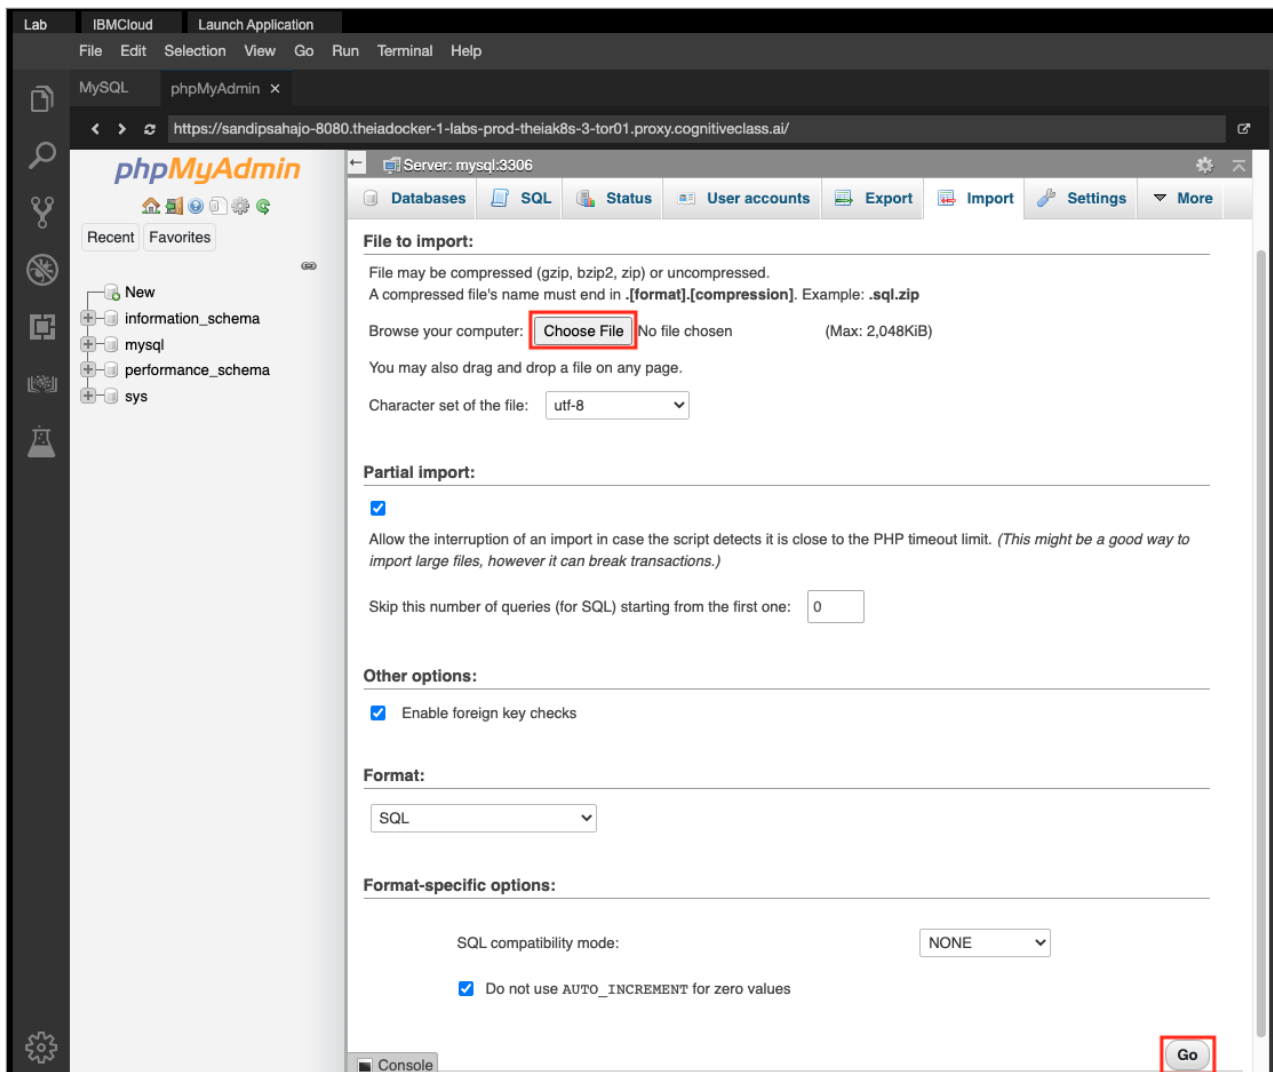 Lab IBMCloud Launch Application
File Edit Selection View Go Run Terminal Help
MySQL phpMyAdmin ×
https://sandipsahajo-8080.theiadocker-1-labs-prod-theiak8s-3-tor01.proxy.cognitiveclass.ai/
phpMyAdmin
Recent Favorites
New
information_schema
mysql
performance_schema
sys
Server: mysql:3306
Databases SQL Status User accounts Export Import Settings More
File to import:
File may be compressed (gzip, bzip2, zip) or uncompressed.
A compressed file's name must end in .[format].[compression]. Example: .sql.zip
Browse your computer: Choose File No file chosen (Max: 2,048KiB)
You may also drag and drop a file on any page.
Character set of the file: utf-8
Partial import:
Allow the interruption of an import in case the script detects it is close to the PHP timeout limit. (This might be a good way to
import large files, however it can break transactions.)
Skip this number of queries (for SQL) starting from the first one: 0
Other options:
Enable foreign key checks
Format:
SQL
Format-specific options:
SQL compatibility mode: NONE
Do not use AUTO_INCREMENT for zero values
Go
Console